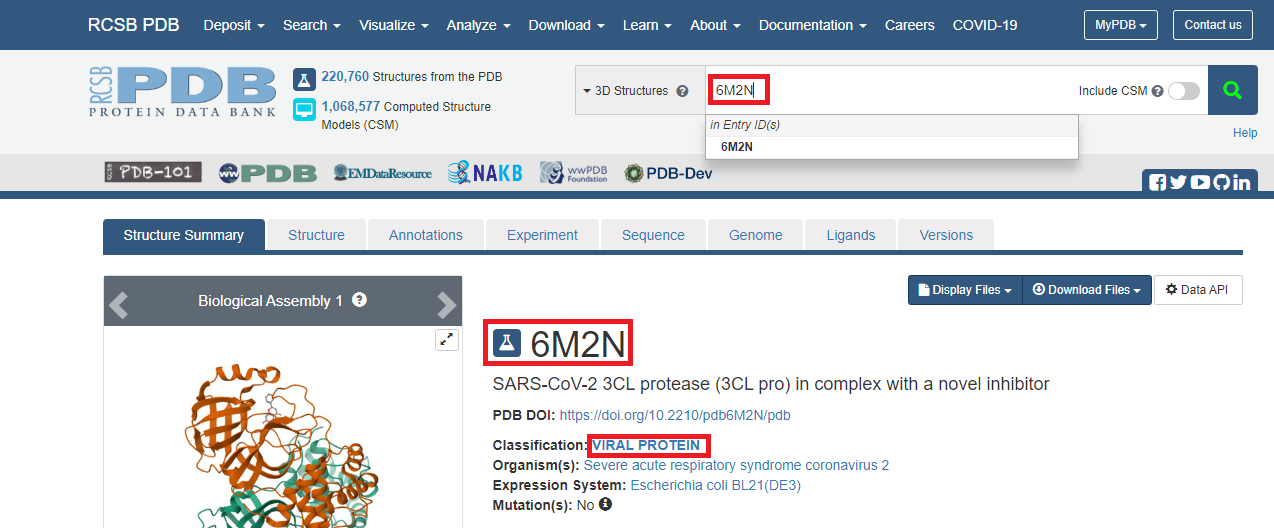 RCSB PDB Deposit Search Visualize Analyze Download Learn About Documentation Careers COVID-19 MyPDB Contact us
RCSB PDB
PROTEIN DATA BANK
220,760 Structures from the PDB
1,068,577 Computed Structure
Models (CSM)
3D Structures ? 6M2N Include CSM ?
in Entry ID(s)
6M2N
Help
RCSB PDB-101 wwPDB EMDataResource NAKB wwPDB Foundation PDB-Dev
Structure Summary Structure Annotations Experiment Sequence Genome Ligands Versions
Biological Assembly 1 ?
Display Files Download Files Data API
6M2N
SARS-CoV-2 3CL protease (3CL pro) in complex with a novel inhibitor
PDB DOI: https://doi.org/10.2210/pdb6M2N/pdb
Classification: VIRAL PROTEIN
Organism(s): Severe acute respiratory syndrome coronavirus 2
Expression System: Escherichia coli BL21(DE3)
Mutation(s): No